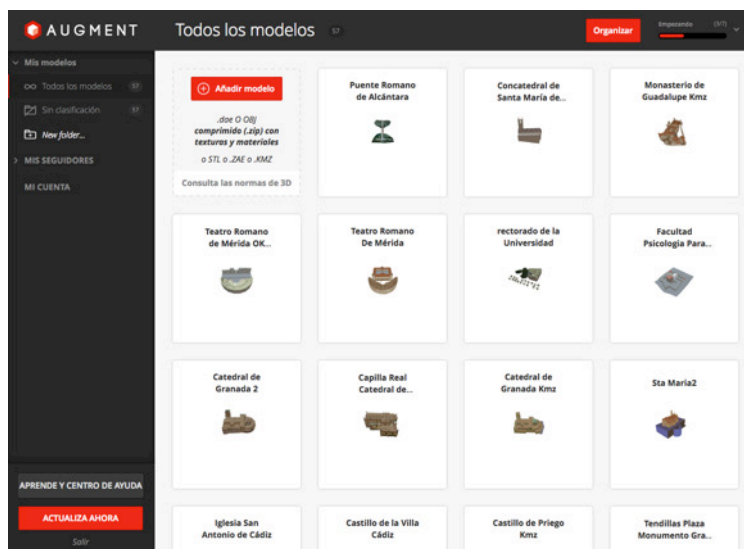 AUGMENT
Todos los modelos 57
Organizar
Empezando (3/7)
Mis modelos
Todos los modelos 57
Sin clasificación 57
New folder...
MIS SEGUIDORES
MI CUENTA
APRENDE Y CENTRO DE AYUDA
ACTUALIZA AHORA
Salir
Añadir modelo
.dae O OBJ
comprimido (.zip) con
texturas y materiales
o STL o .ZAE o .KMZ
Consulta las normas de 3D
Puente Romano
de Alcántara
Concatedral de
Santa María de...
Monasterio de
Guadalupe Kmz
Teatro Romano
de Mérida OK...
Teatro Romano
De Mérida
rectorado de la
Universidad
Facultad
Psicologia Para...
Catedral de
Granada 2
Capilla Real
Catedral de...
Catedral de
Granada Kmz
Sta Maria2
Iglesia San
Antonio de Cádiz
Castillo de la Villa
Cádiz
Castillo de Priego
Kmz
Tendillas Plaza
Monumento Gra...